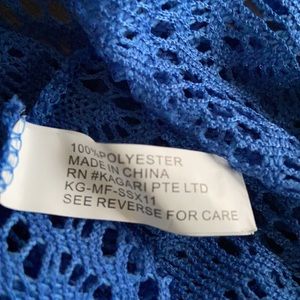 100%POLYESTER
MADE IN CHINA
RN #KAGARI PTE LTD
KG-MF-SSX11
SEE REVERSE FOR CARE